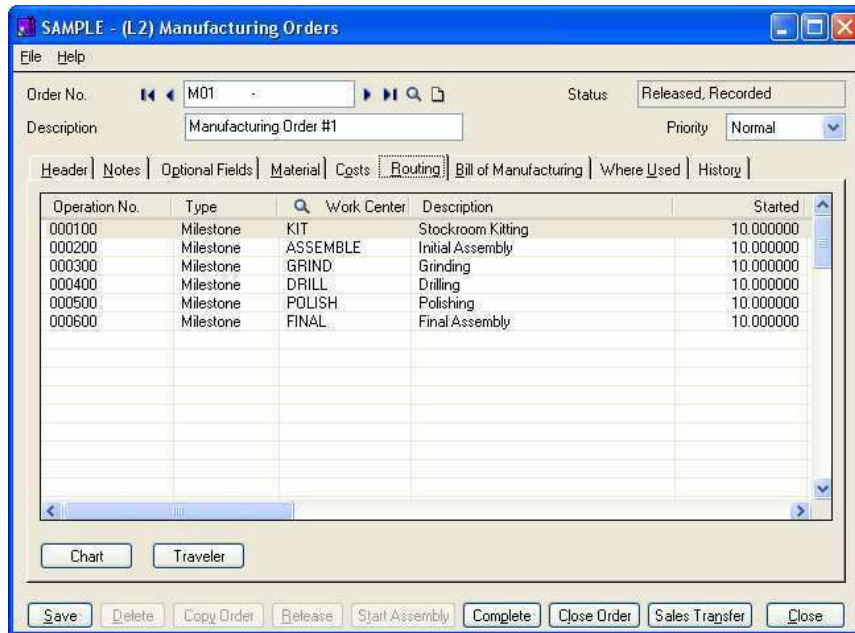 SAMPLE - (L2) Manufacturing Orders
File Help
Order No. M01 - Status Released, Recorded
Description Manufacturing Order #1 Priority Normal
Header Notes Optional Fields Material Costs Routing Bill of Manufacturing Where Used History
Operation No. Type Work Center Description Started
000100 Milestone KIT Stockroom Kitting 10.000000
000200 Milestone ASSEMBLE Initial Assembly 10.000000
000300 Milestone GRIND Grinding 10.000000
000400 Milestone DRILL Drilling 10.000000
000500 Milestone POLISH Polishing 10.000000
000600 Milestone FINAL Final Assembly 10.000000
Chart Traveler
Save Delete Copy Order Release Start Assembly Complete Close Order Sales Transfer Close